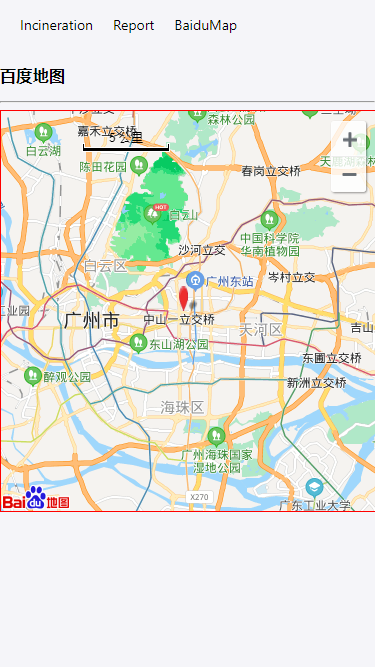 Incineration Report BaiduMap
百度地图
嘉禾立交桥
5 公里
森林公园
白云湖
陈田花园
天鹿湖森林
春岗立交
HOT
白云山
中国科学院
华南植物园
沙河立交
白云区
岑村立交
广州东站
广州市
中山一立交桥
天河区
吉山
东山湖公园
东圃立交桥
醉观公园
新洲立交桥
海珠区
广州海珠国家
湿地公园
X270
Bai du 地图
广东工业大学